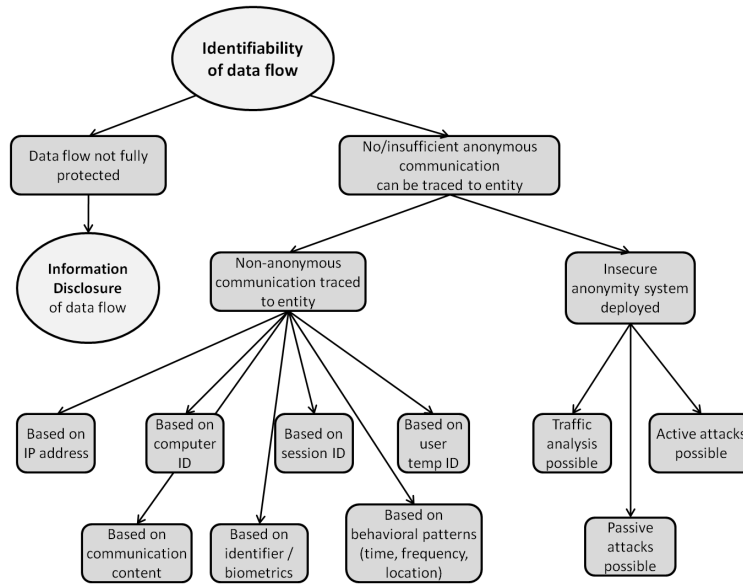 Identifiability
of data flow
Data flow not fully
protected
No/insufficient anonymous
communication
can be traced to entity
Information
Disclosure
of data flow
Non-anonymous
communication traced
to entity
Insecure
anonymity system
deployed
Based on
IP address
Based on
computer
ID
Based on
session ID
Based on
user
temp ID
Traffic
analysis
possible
Active attacks
possible
Based on
communication
content
Based on
identifier /
biometrics
Based on
behavioral patterns
(time, frequency,
location)
Passive
attacks
possible